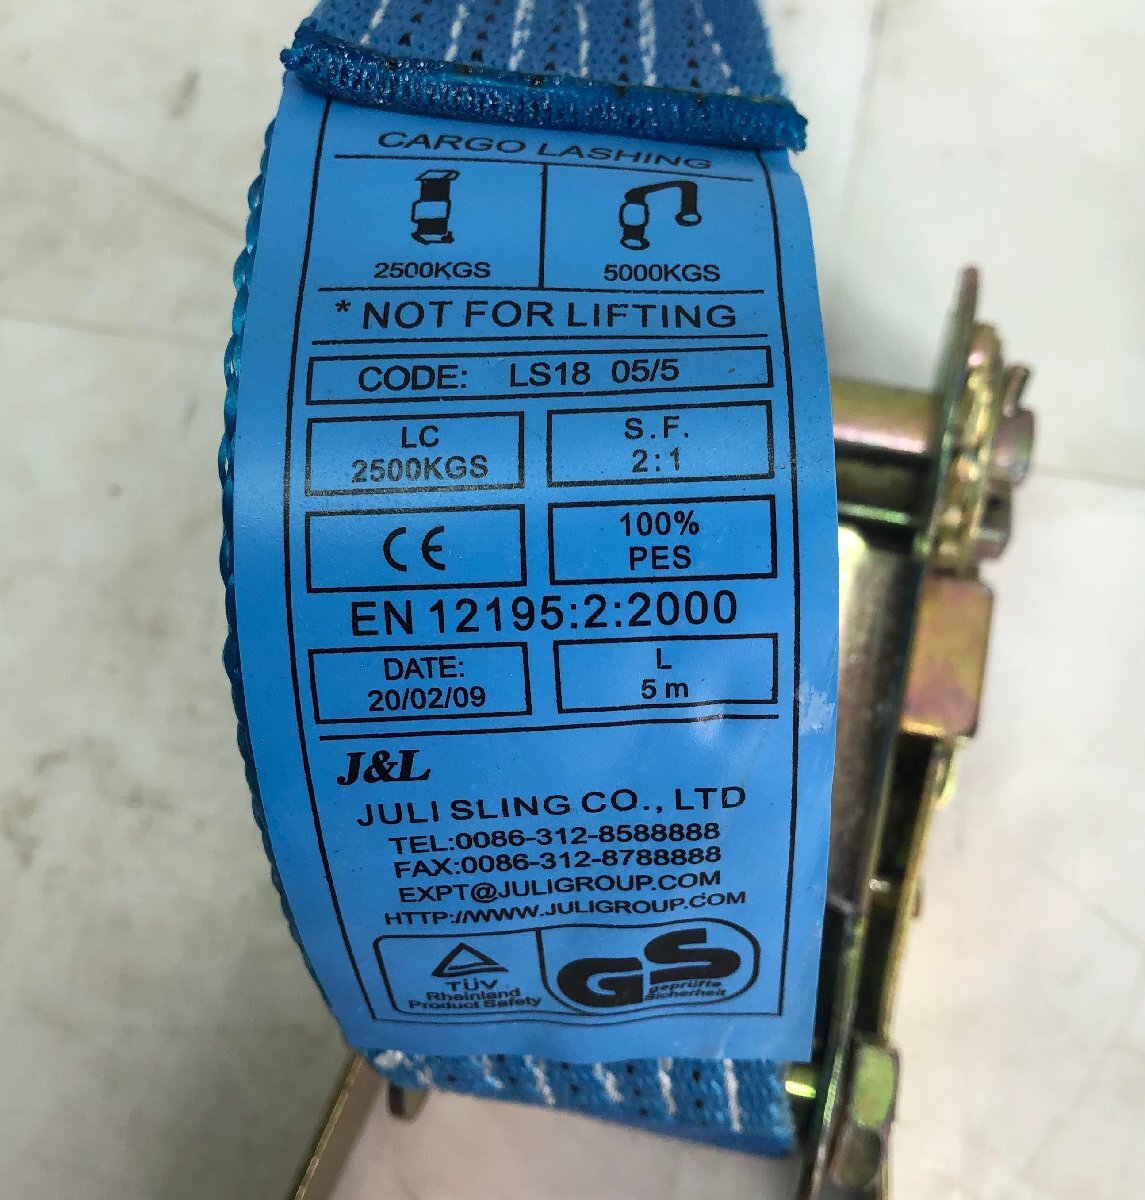 CARGO LASHING
2500KGS 5000KGS
*NOT FOR LIFTING
CODE: LS18 05/5
LC S.F.
2500KGS 2:1
CE 100%
PES
EN 12195:2:2000
DATE: L
20/02/09 5 m
J&L
JULI SLING CO., LTD
TEL:0086-312-8588888
FAX:0086-312-8788888
EXPT@JULIGROUP.COM
HTTP://WWW.JULIGROUP.COM
TÜV
Rheinland
Product Safety
GS
geprüfte
Sicherheit